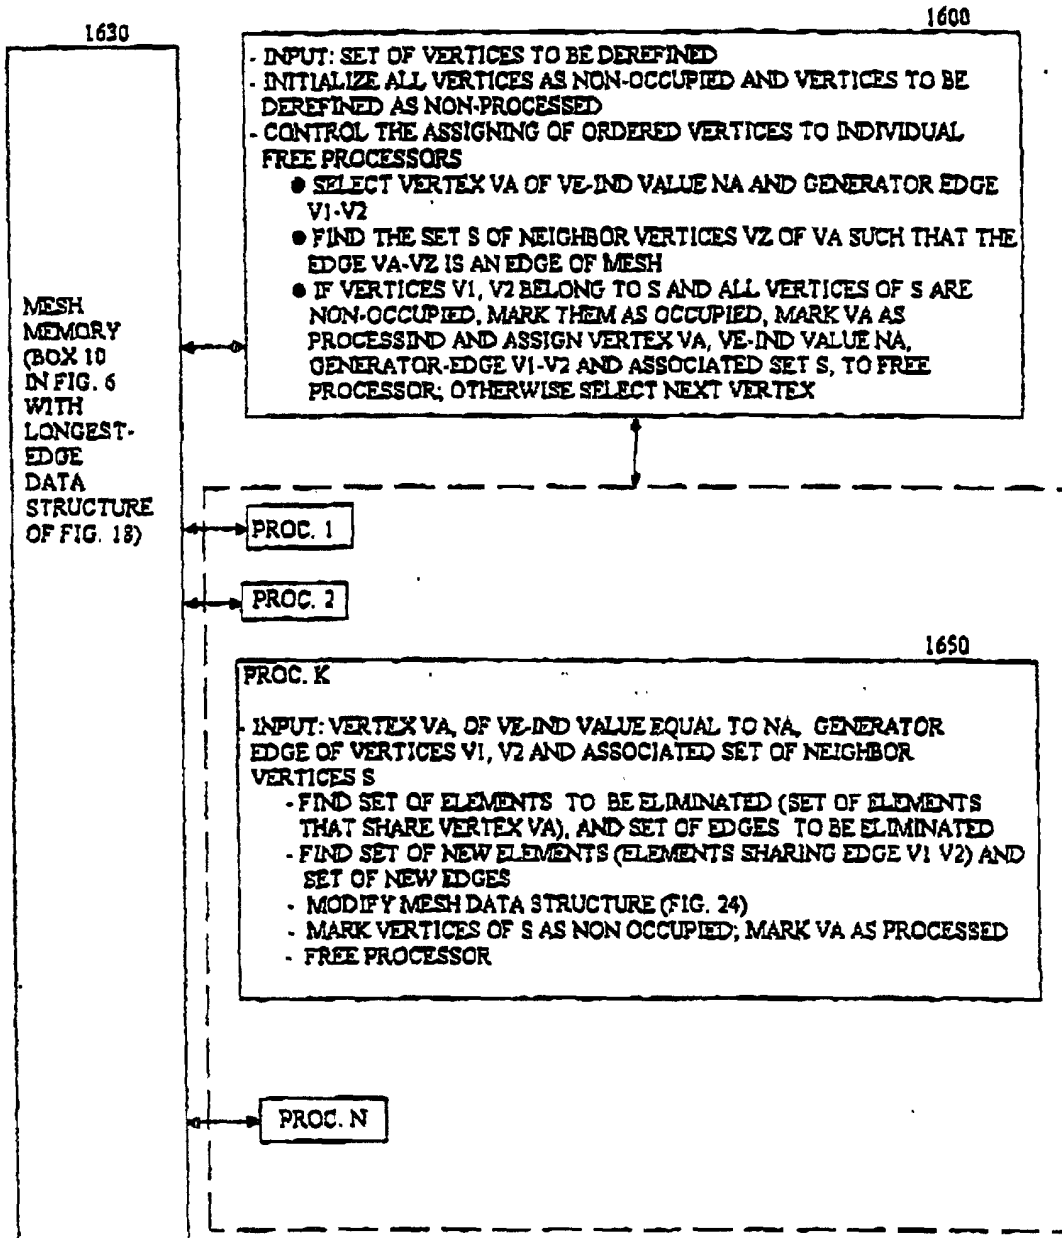 1630
1600
- INPUT: SET OF VERTICES TO BE DEREFINED
- INITIALIZE ALL VERTICES AS NON-OCCUPIED AND VERTICES TO BE
DEREFINED AS NON-PROCESSED
- CONTROL THE ASSIGNING OF ORDERED VERTICES TO INDIVIDUAL
FREE PROCESSORS
● SELECT VERTEX VA OF VE-IND VALUE NA AND GENERATOR EDGE
V1-V2
● FIND THE SET S OF NEIGHBOR VERTICES VZ OF VA SUCH THAT THE
EDGE VA-VZ IS AN EDGE OF MESH
● IF VERTICES V1, V2 BELONG TO S AND ALL VERTICES OF S ARE
NON-OCCUPIED, MARK THEM AS OCCUPIED, MARK VA AS
PROCESSIND AND ASSIGN VERTEX VA, VE-IND VALUE NA,
GENERATOR-EDGE V1-V2 AND ASSOCIATED SET S, TO FREE
PROCESSOR; OTHERWISE SELECT NEXT VERTEX
MESH
MEMORY
(BOX 10
IN FIG. 6
WITH
LONGEST-
EDGE
DATA
STRUCTURE
OF FIG. 18)
PROC. 1
PROC. 2
1650
PROC. K
- INPUT: VERTEX VA, OF VE-IND VALUE EQUAL TO NA, GENERATOR
EDGE OF VERTICES V1, V2 AND ASSOCIATED SET OF NEIGHBOR
VERTICES S
- FIND SET OF ELEMENTS TO BE ELIMINATED (SET OF ELEMENTS
THAT SHARE VERTEX VA), AND SET OF EDGES TO BE ELIMINATED
- FIND SET OF NEW ELEMENTS (ELEMENTS SHARING EDGE V1 V2) AND
SET OF NEW EDGES
- MODIFY MESH DATA STRUCTURE (FIG. 24)
- MARK VERTICES OF S AS NON OCCUPIED; MARK VA AS PROCESSED
- FREE PROCESSOR
PROC. N